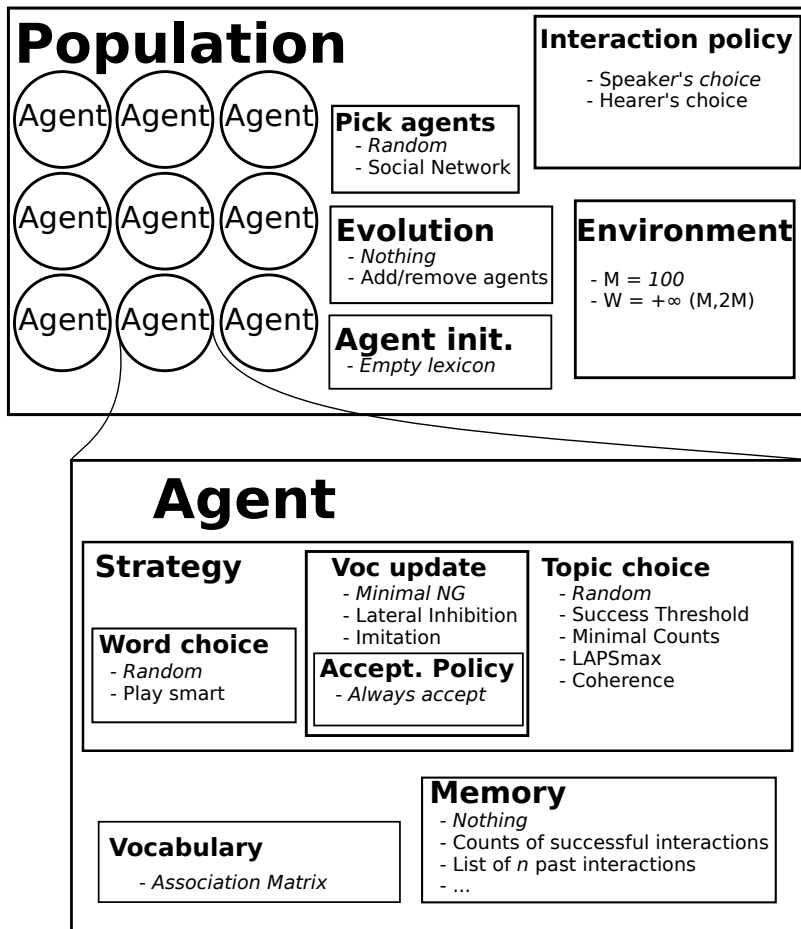 Population
Agent Agent Agent
Agent Agent Agent
Agent Agent Agent
Pick agents
- Random
- Social Network
Evolution
- Nothing
- Add/remove agents
Agent init.
- Empty lexicon
Interaction policy
- Speaker's choice
- Hearer's choice
Environment
- M = 100
- W = +∞ (M,2M)
Agent
Strategy
Word choice
- Random
- Play smart
Voc update
- Minimal NG
- Lateral Inhibition
- Imitation
Accept. Policy
- Always accept
Topic choice
- Random
- Success Threshold
- Minimal Counts
- LAPSmax
- Coherence
Vocabulary
- Association Matrix
Memory
- Nothing
- Counts of successful interactions
- List of n past interactions
- ...